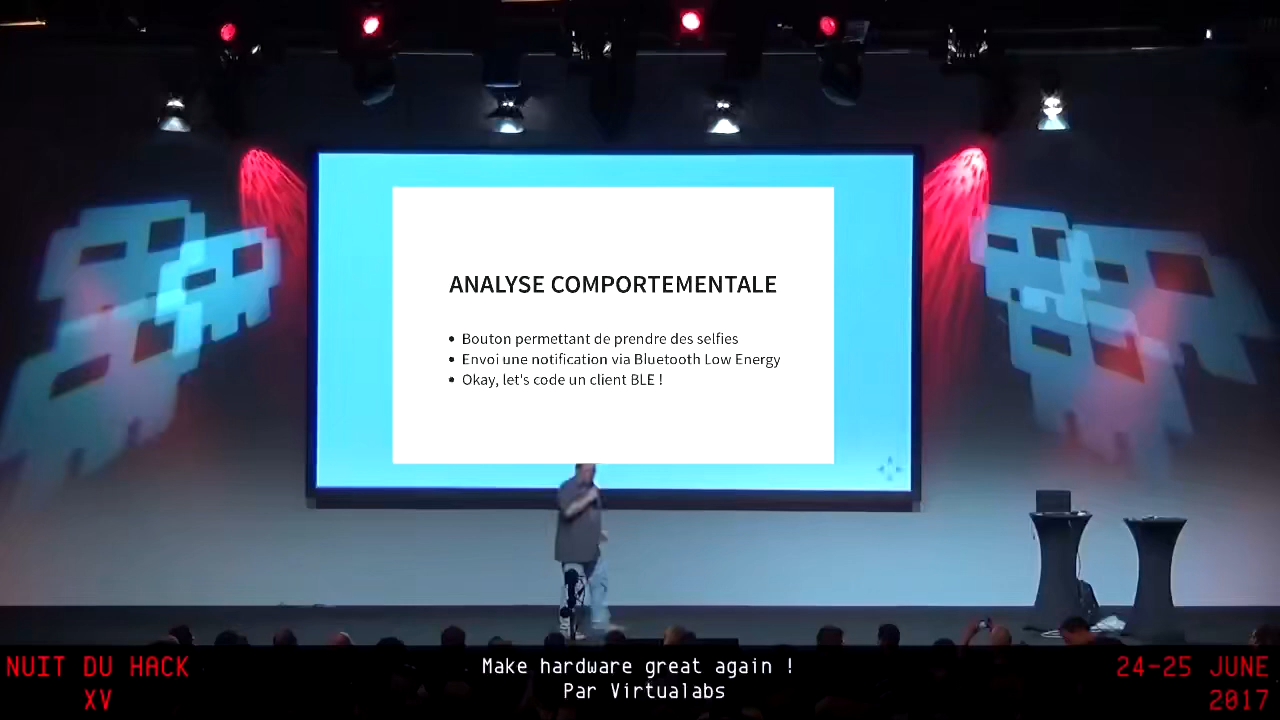 ANALYSE COMPORTEMENTALE
• Bouton permettant de prendre des selfies
• Envoi une notification via Bluetooth Low Energy
• Okay, let's code un client BLE !
NUIT DU HACK
XV
Make hardware great again !
Par Virtualabs
24-25 JUNE
2017